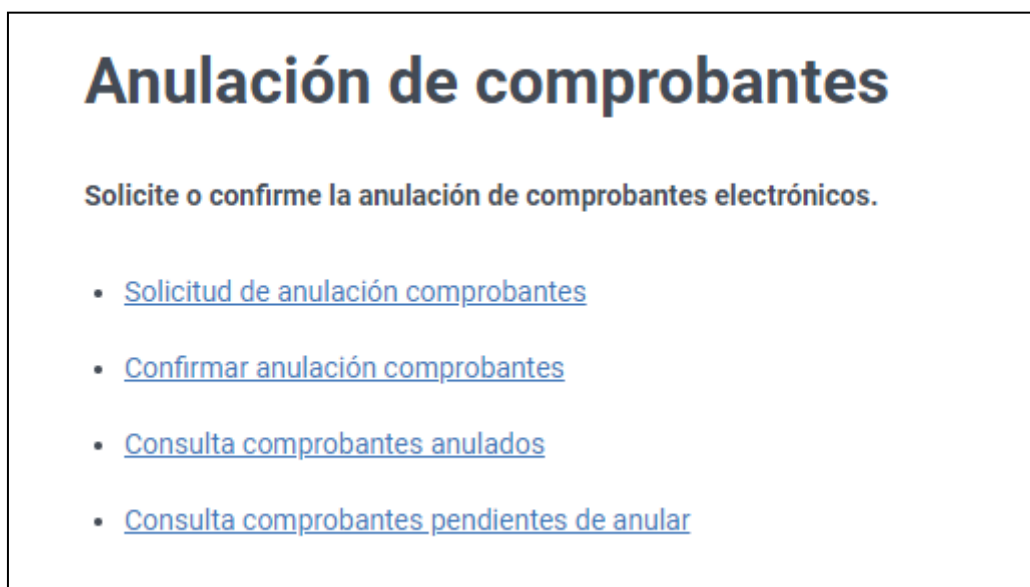 Anulación de comprobantes
Solicite o confirme la anulación de comprobantes electrónicos.
• Solicitud de anulación comprobantes
• Confirmar anulación comprobantes
• Consulta comprobantes anulados
• Consulta comprobantes pendientes de anular